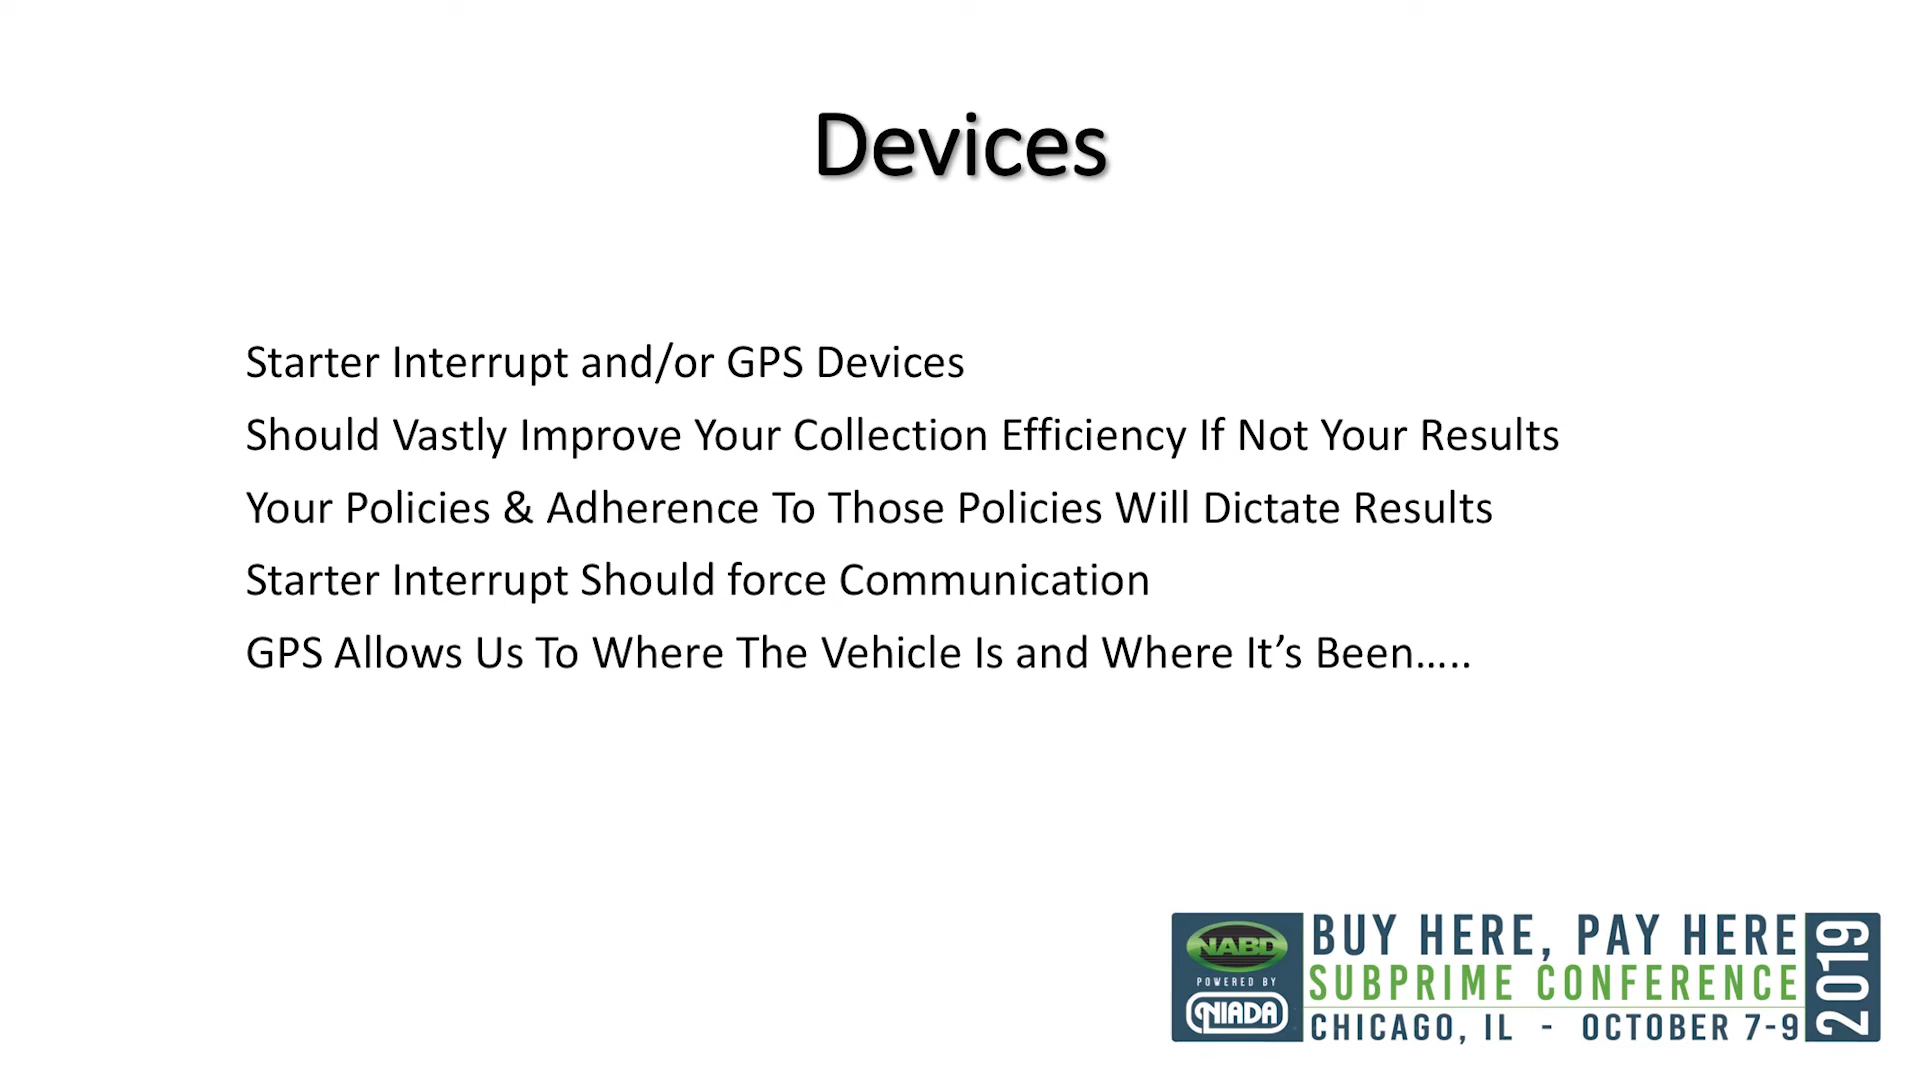 Devices
Starter Interrupt and/or GPS Devices
Should Vastly Improve Your Collection Efficiency If Not Your Results
Your Policies & Adherence To Those Policies Will Dictate Results
Starter Interrupt Should force Communication
GPS Allows Us To Where The Vehicle Is and Where It’s Been…..
NABD
POWERED BY
NIADA
BUY HERE, PAY HERE
SUBPRIME CONFERENCE
CHICAGO, IL - OCTOBER 7-9
2019